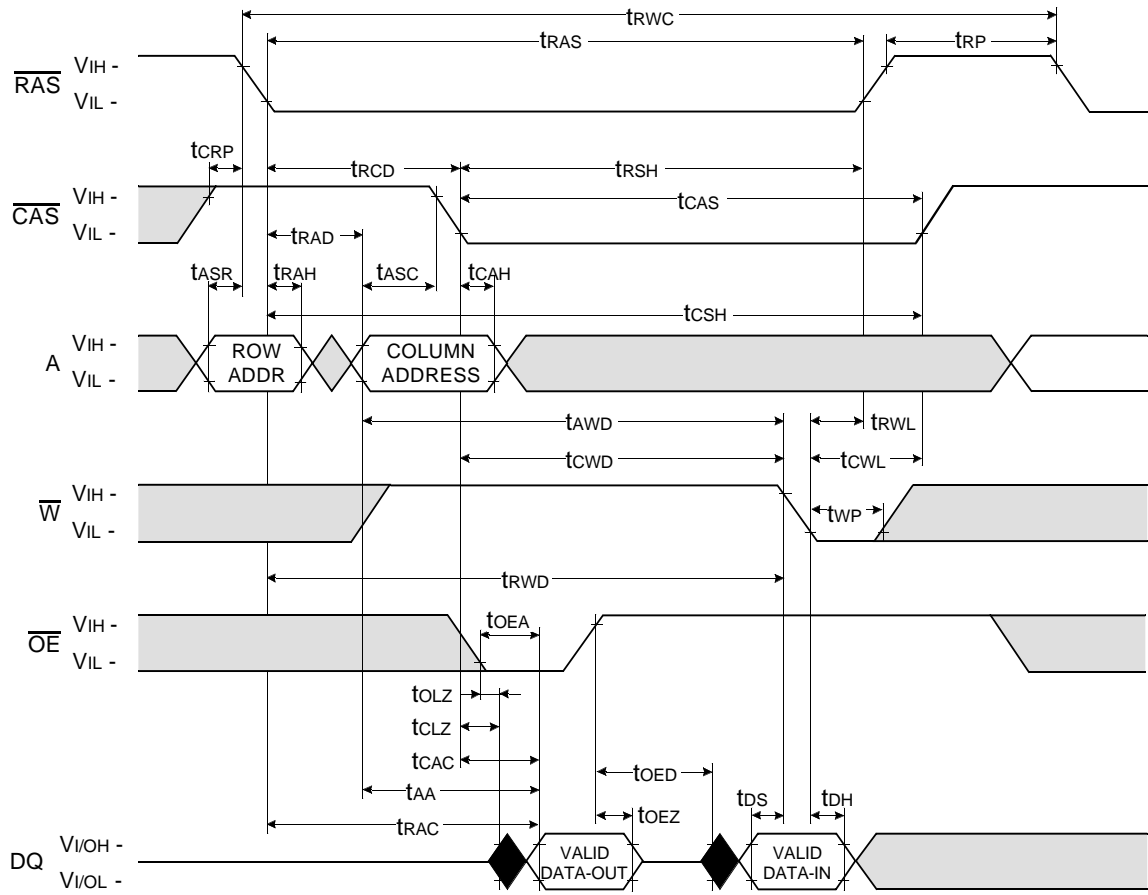 tRWC
tRAS
tRP
RAS
VIH -
VIL -
tCRP
tRCD
tRSH
CAS
VIH -
VIL -
tCAS
tRAD
tASR
tRAH
tASC
tCAH
tCSH
A
VIH -
VIL -
ROW
ADDR
COLUMN
ADDRESS
tAWD
tRWL
tCWD
tCWL
W
VIH -
VIL -
tWP
tRWD
OE
VIH -
VIL -
tOEA
tOLZ
tCLZ
tCAC
tOED
tAA
tOEZ
tDS
tDH
tRAC
DQ
VI/OH -
VI/OL -
VALID
DATA-OUT
VALID
DATA-IN